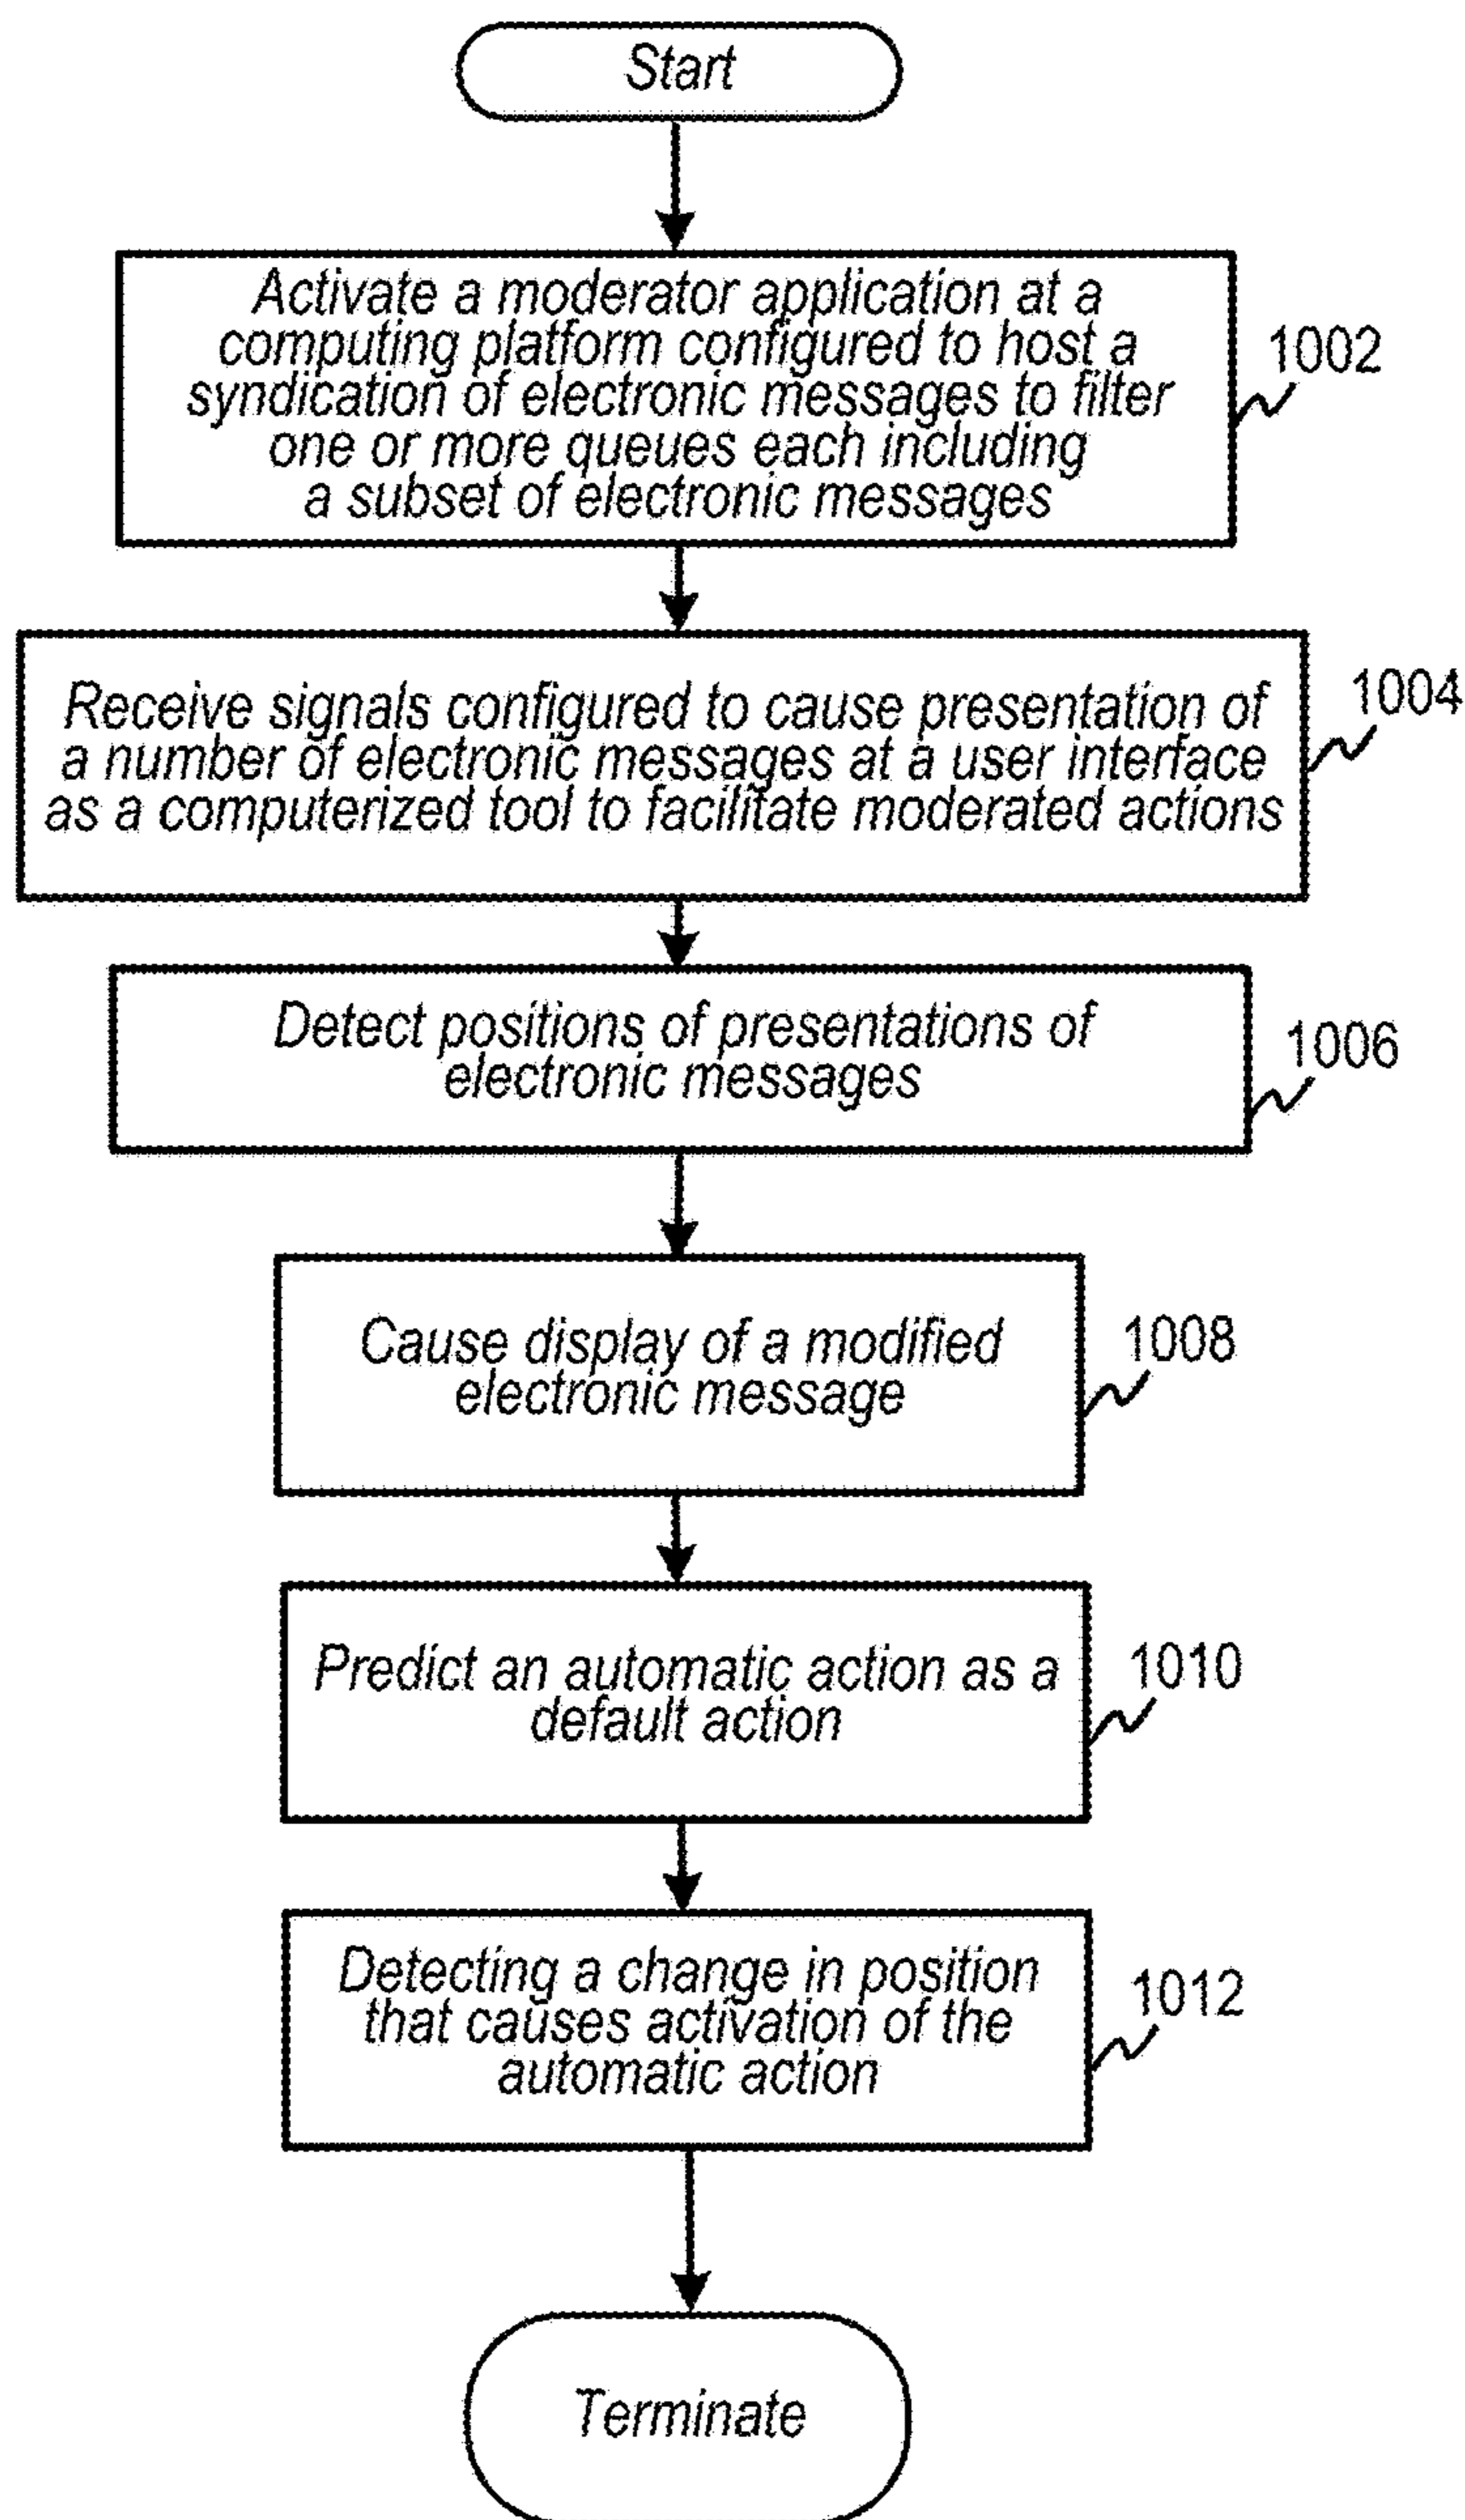 Start
Activate a moderator application at a
computing platform configured to host a
syndication of electronic messages to filter
one or more queues each including
a subset of electronic messages
1002
Receive signals configured to cause presentation of
a number of electronic messages at a user interface
as a computerized tool to facilitate moderated actions
1004
Detect positions of presentations of
electronic messages
1006
Cause display of a modified
electronic message
1008
Predict an automatic action as a
default action
1010
Detecting a change in position
that causes activation of the
automatic action
1012
Terminate